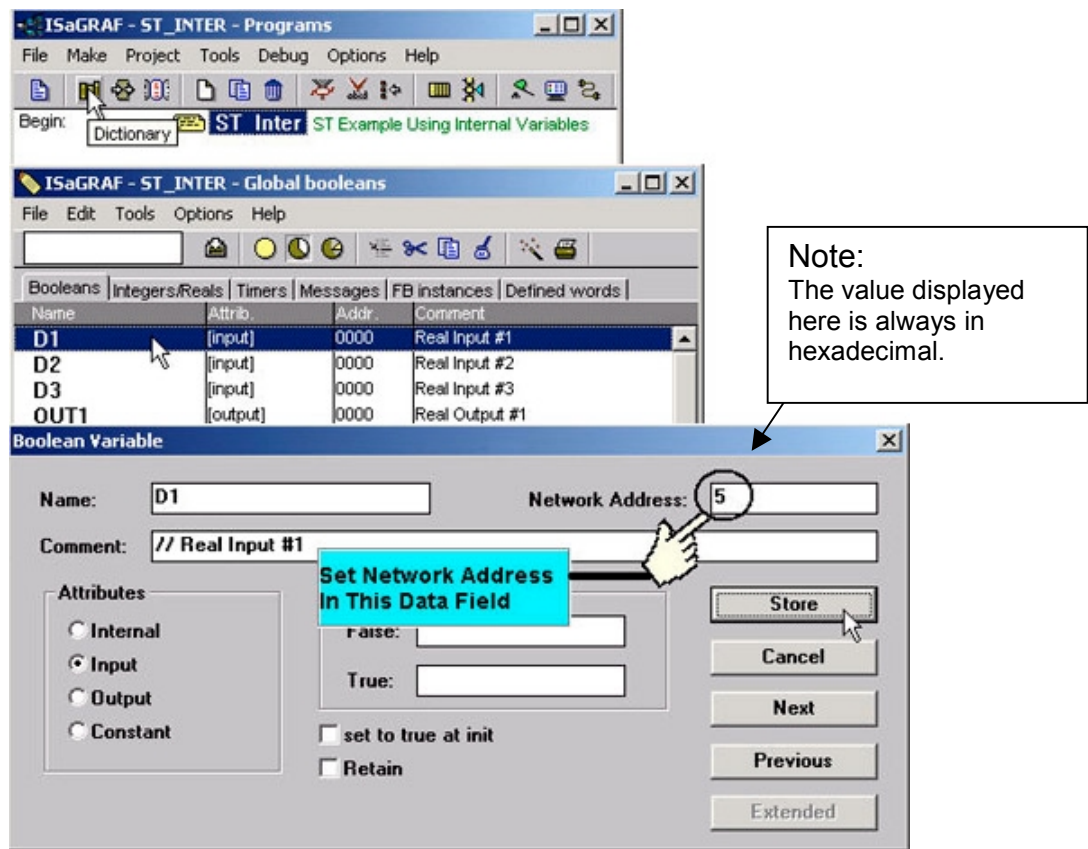 ISaGRAF - ST_INTER - Programs
File Make Project Tools Debug Options Help
Begin: ST_Inter ST Example Using Internal Variables
Dictionary
ISaGRAF - ST_INTER - Global booleans
File Edit Tools Options Help
Booleans Integers/Reals Timers Messages FB instances Defined words
Name Attrib. Addr. Comment
D1 [input] 0000 Real Input #1
D2 [input] 0000 Real Input #2
D3 [input] 0000 Real Input #3
OUT1 [output] 0000 Real Output #1
Note:
The value displayed
here is always in
hexadecimal.
Boolean Variable
Name: D1 Network Address: 5
Comment: // Real Input #1
Set Network Address
In This Data Field
Attributes
Internal
Input
Output
Constant
False:
True:
set to true at init
Retain
Store
Cancel
Next
Previous
Extended